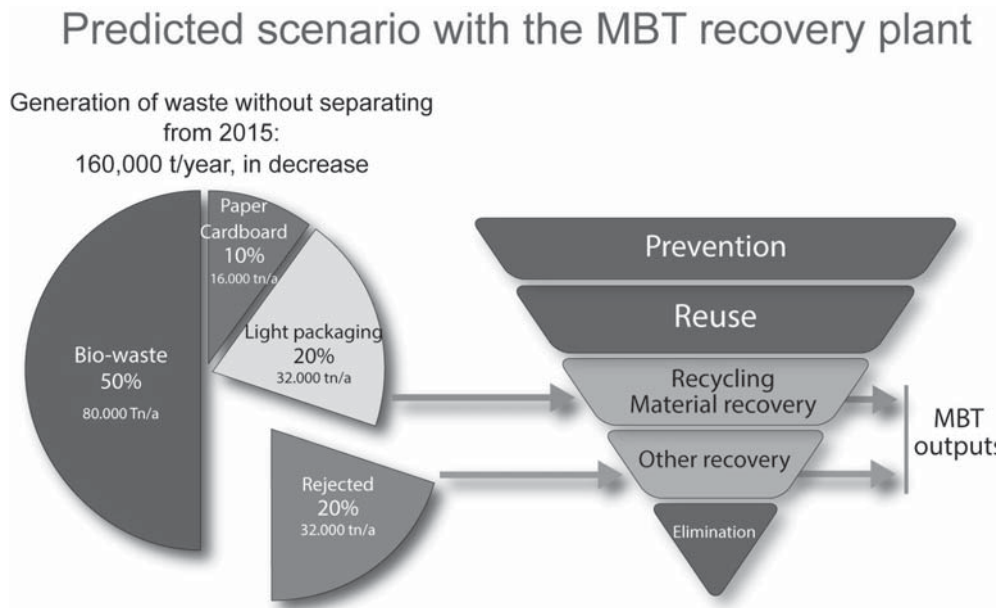 Predicted scenario with the MBT recovery plant
Generation of waste without separating
from 2015:
160,000 t/year, in decrease
Paper
Cardboard
10%
16.000 tn/a
Light packaging
20%
32.000 tn/a
Bio-waste
50%
80.000 Tn/a
Rejected
20%
32.000 tn/a
Prevention
Reuse
Recycling
Material recovery
Other recovery
Elimination
MBT
outputs